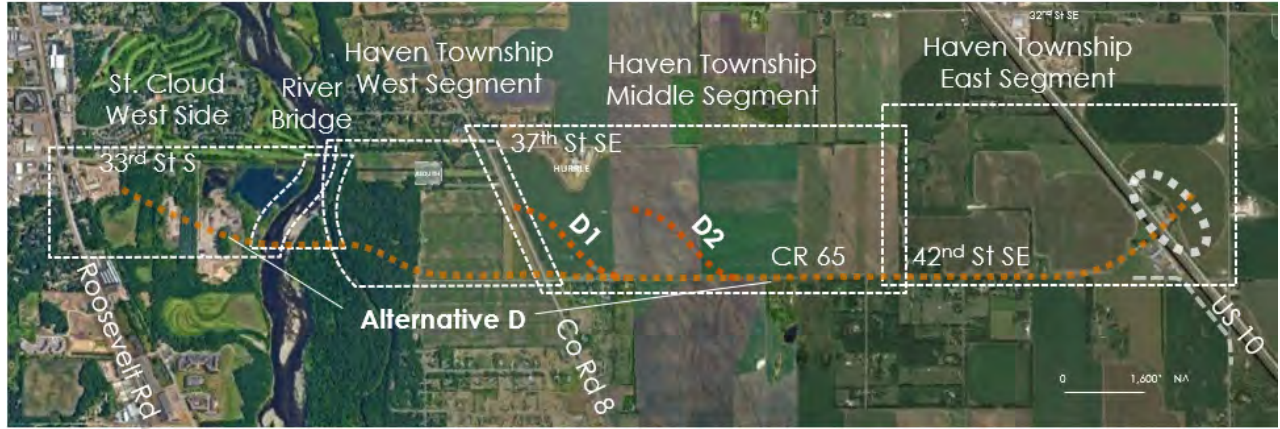 32nd St SE
Haven Township
West Segment
Haven Township
Middle Segment
Haven Township
East Segment
St. Cloud
West Side
River
Bridge
33rd St S
37th St SE
HUBBLE
D1
D2
CR 65
42nd St SE
Alternative D
Roosevelt Rd
Co Rd 8
US 10
0 1,600'